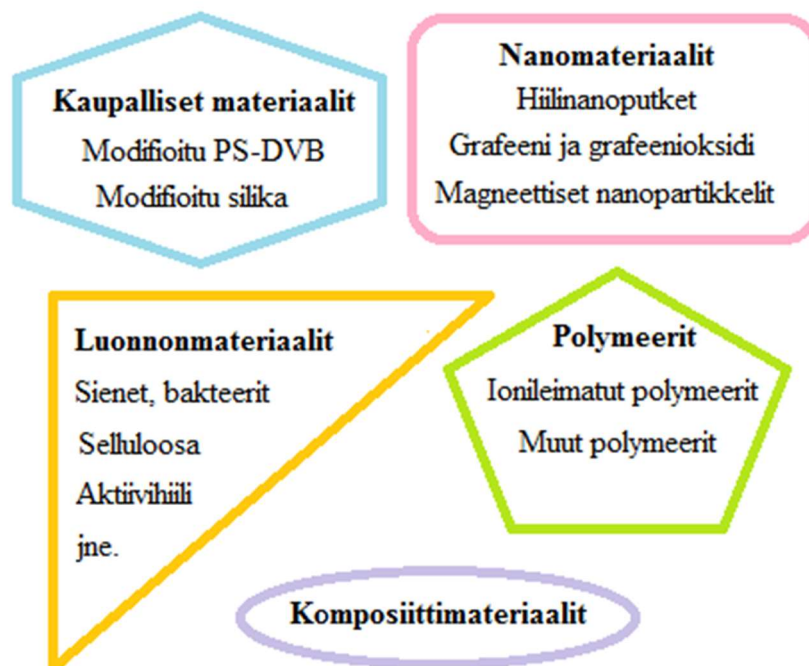 Kaupalliset materiaalit
Modifioitu PS-DVB
Modifioitu silika
Nanomateriaalit
Hiilinanoputket
Grafeeni ja grafeenioksidi
Magneettiset nanopartikkelit
Luonnonmateriaalit
Sienet, bakteerit
Selluloosa
Aktiivihiili
jne.
Polymeerit
Ionileimatut polymeerit
Muut polymeerit
Komposiittimateriaalit